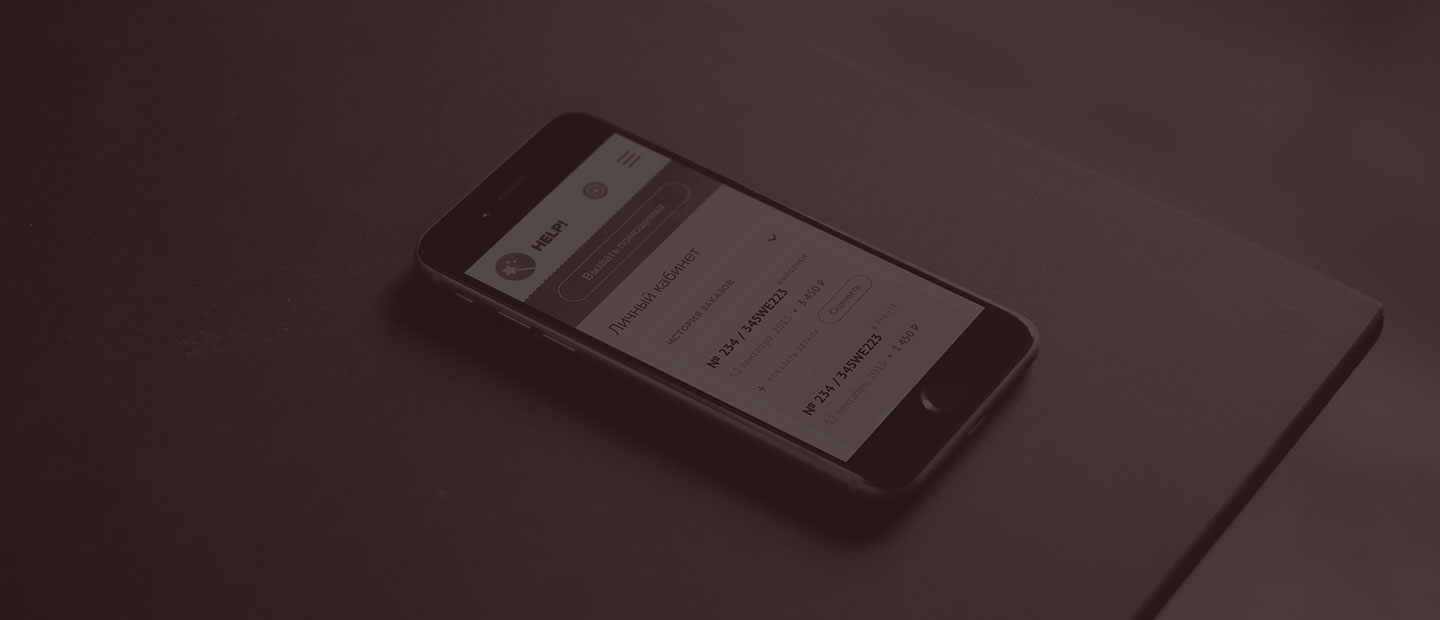 HELP!
Вызвать помощника
Личный кабинет
ИСТОРИЯ ЗАКАЗОВ
№ 234 / 345WE223 ВЫПОЛНЕН
12 сентября, 2015 • 3 450 ₽
+ ПОКАЗАТЬ ДЕТАЛИ Оценить
№ 234 / 345WE223 В РАБОТЕ
12 сентября, 2015 • 1 450 ₽